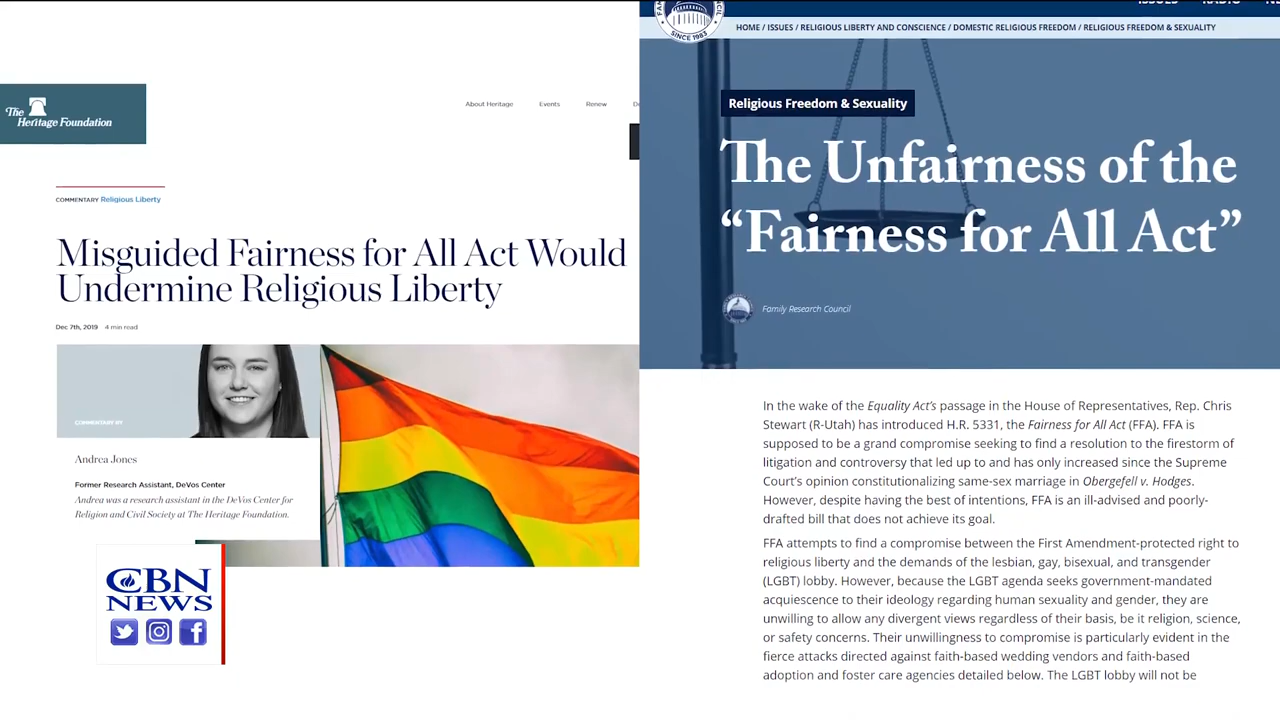 The
Heritage Foundation
About Heritage Events Renew
COMMENTARY Religious Liberty
Misguided Fairness for All Act Would
Undermine Religious Liberty
Dec 7th, 2019 4 min read
COMMENTARY BY
Andrea Jones
Former Research Assistant, DeVos Center
Andrea was a research assistant in the DeVos Center for
Religion and Civil Society at The Heritage Foundation.
CBN
NEWS
SINCE 1983
HOME / ISSUES / RELIGIOUS LIBERTY AND CONSCIENCE / DOMESTIC RELIGIOUS FREEDOM / RELIGIOUS FREEDOM & SEXUALITY
Religious Freedom & Sexuality
The Unfairness of the
“Fairness for All Act”
Family Research Council
In the wake of the Equality Act’s passage in the House of Representatives, Rep. Chris
Stewart (R-Utah) has introduced H.R. 5331, the Fairness for All Act (FFA). FFA is
supposed to be a grand compromise seeking to find a resolution to the firestorm of
litigation and controversy that led up to and has only increased since the Supreme
Court’s opinion constitutionalizing same-sex marriage in Obergefell v. Hodges.
However, despite having the best of intentions, FFA is an ill-advised and poorly-
drafted bill that does not achieve its goal.
FFA attempts to find a compromise between the First Amendment-protected right to
religious liberty and the demands of the lesbian, gay, bisexual, and transgender
(LGBT) lobby. However, because the LGBT agenda seeks government-mandated
acquiescence to their ideology regarding human sexuality and gender, they are
unwilling to allow any divergent views regardless of their basis, be it religion, science,
or safety concerns. Their unwillingness to compromise is particularly evident in the
fierce attacks directed against faith-based wedding vendors and faith-based
adoption and foster care agencies detailed below. The LGBT lobby will not be